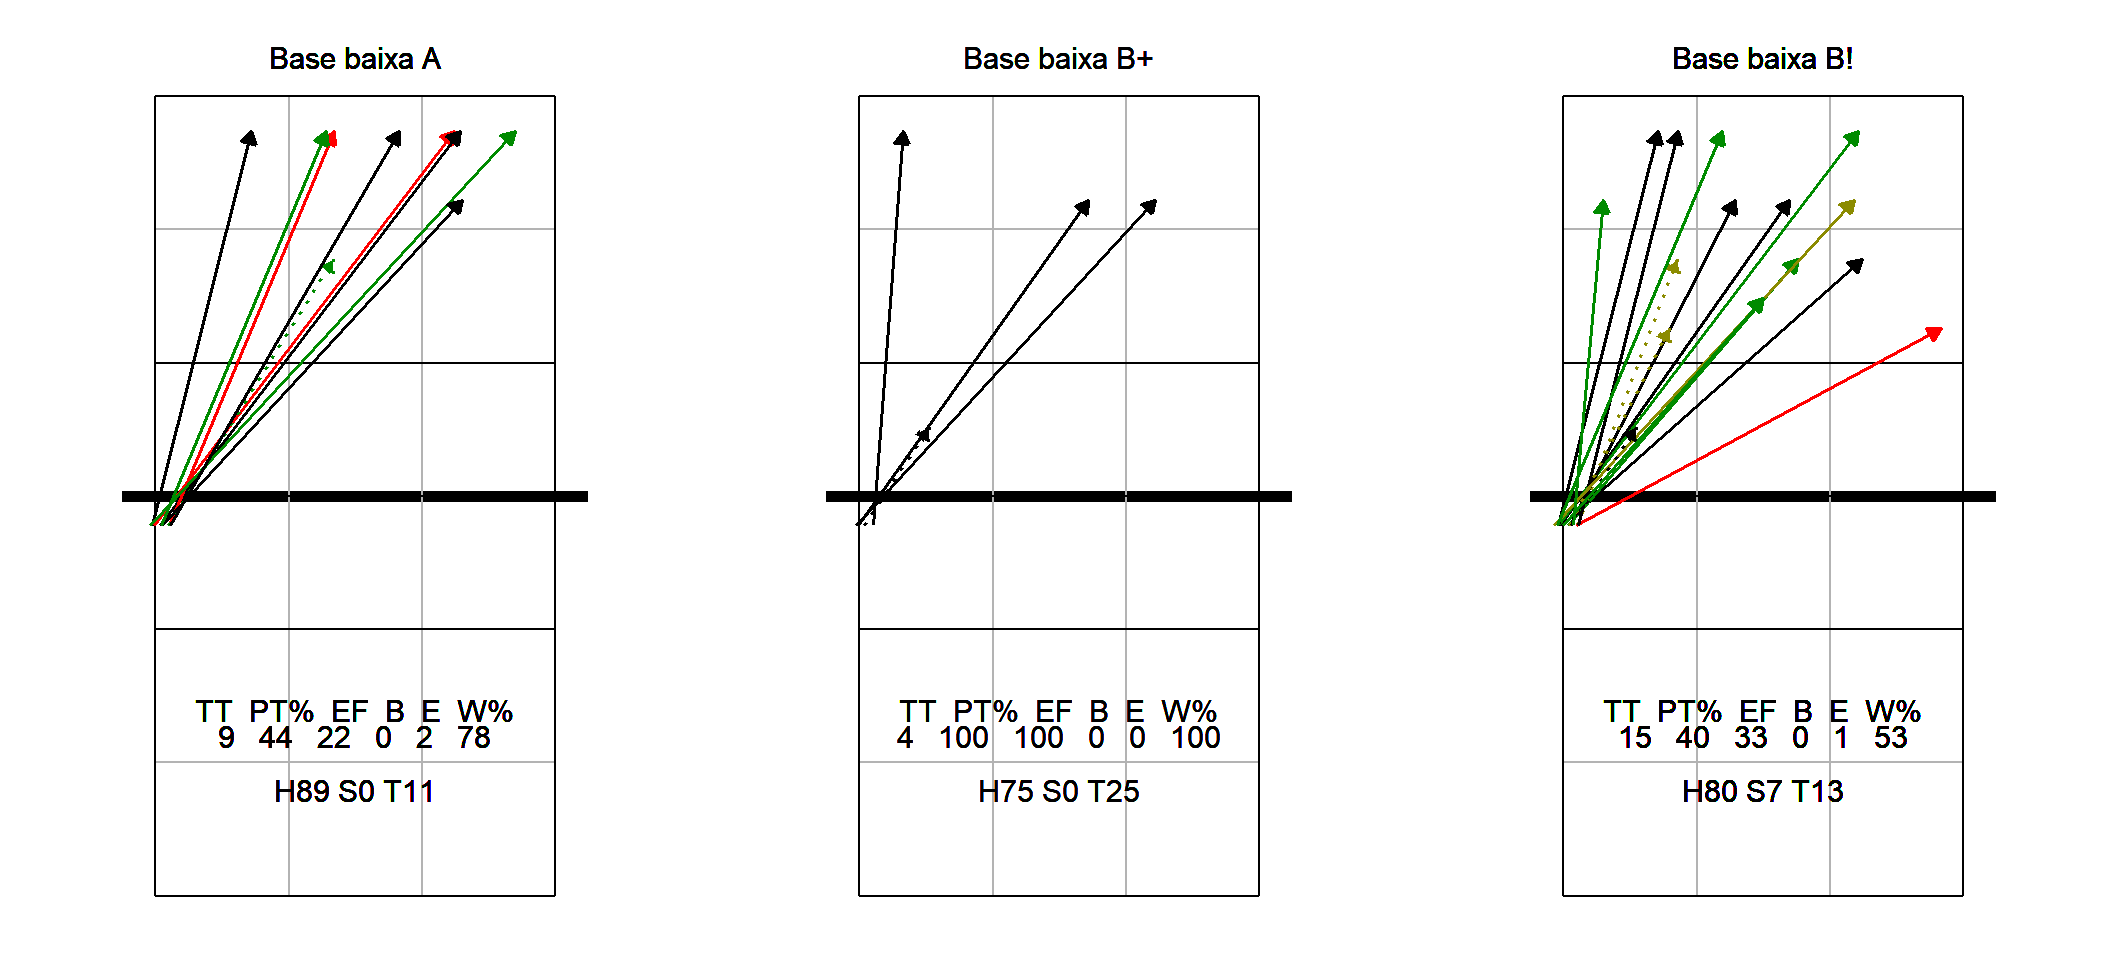 Base baixa A
TT PT% EF B E W%
9 44 22 0 2 78
H89 S0 T11
Base baixa B+
TT PT% EF B E W%
4 100 100 0 0 100
H75 S0 T25
Base baixa B!
TT PT% EF B E W%
15 40 33 0 1 53
H80 S7 T13